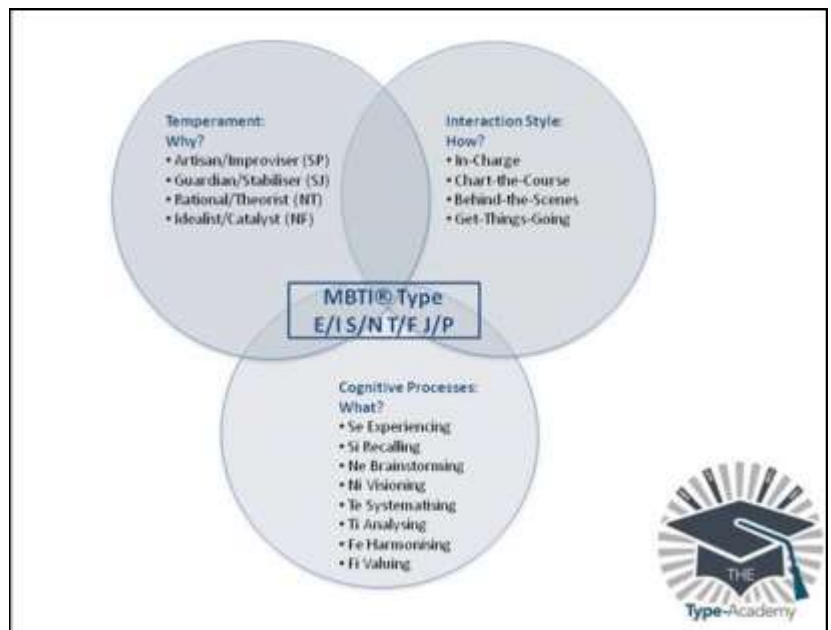 Temperament:
Why?
• Artisan/Improviser (SP)
• Guardian/Stabiliser (SJ)
• Rational/Theorist (NT)
• Idealist/Catalyst (NF)
Interaction Style:
How?
• In-Charge
• Chart-the-Course
• Behind-the-Scenes
• Get-Things-Going
MBTI® Type
E/I S/N T/F J/P
Cognitive Processes:
What?
• Se Experiencing
• Si Recalling
• Ne Brainstorming
• Ni Visioning
• Te Systematising
• Ti Analysing
• Fe Harmonising
• Fi Valuing
THE
Type-Academy